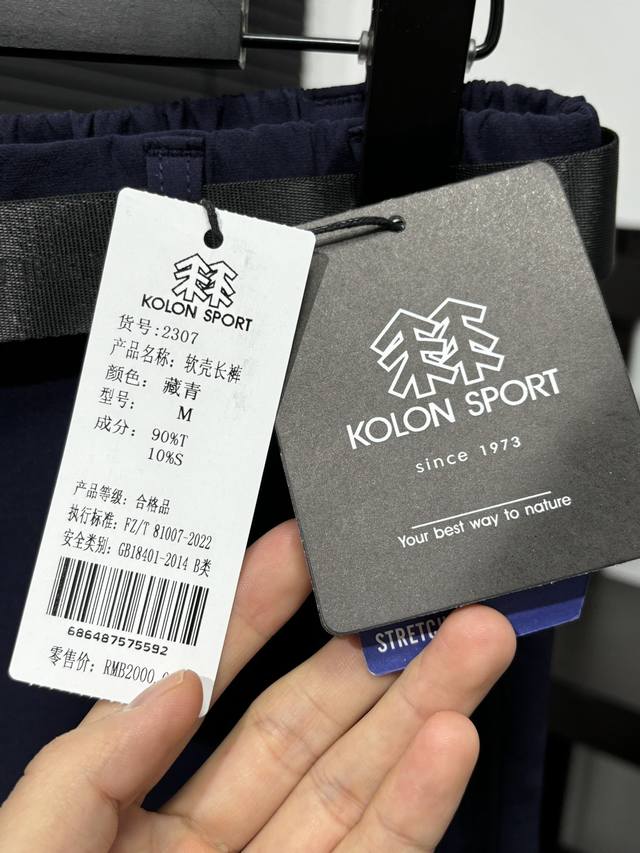 KOLON SPORT
货号:2307
产品名称: 软壳长裤
颜色: 藏青
型号: M
成分: 90%T
10%S
产品等级: 合格品
执行标准: FZ/T 81007-2022
安全类别: GB18401-2014 B类
686487575592
零售价: RMB2000.
KOLON SPORT
since 1973
Your best way to nature